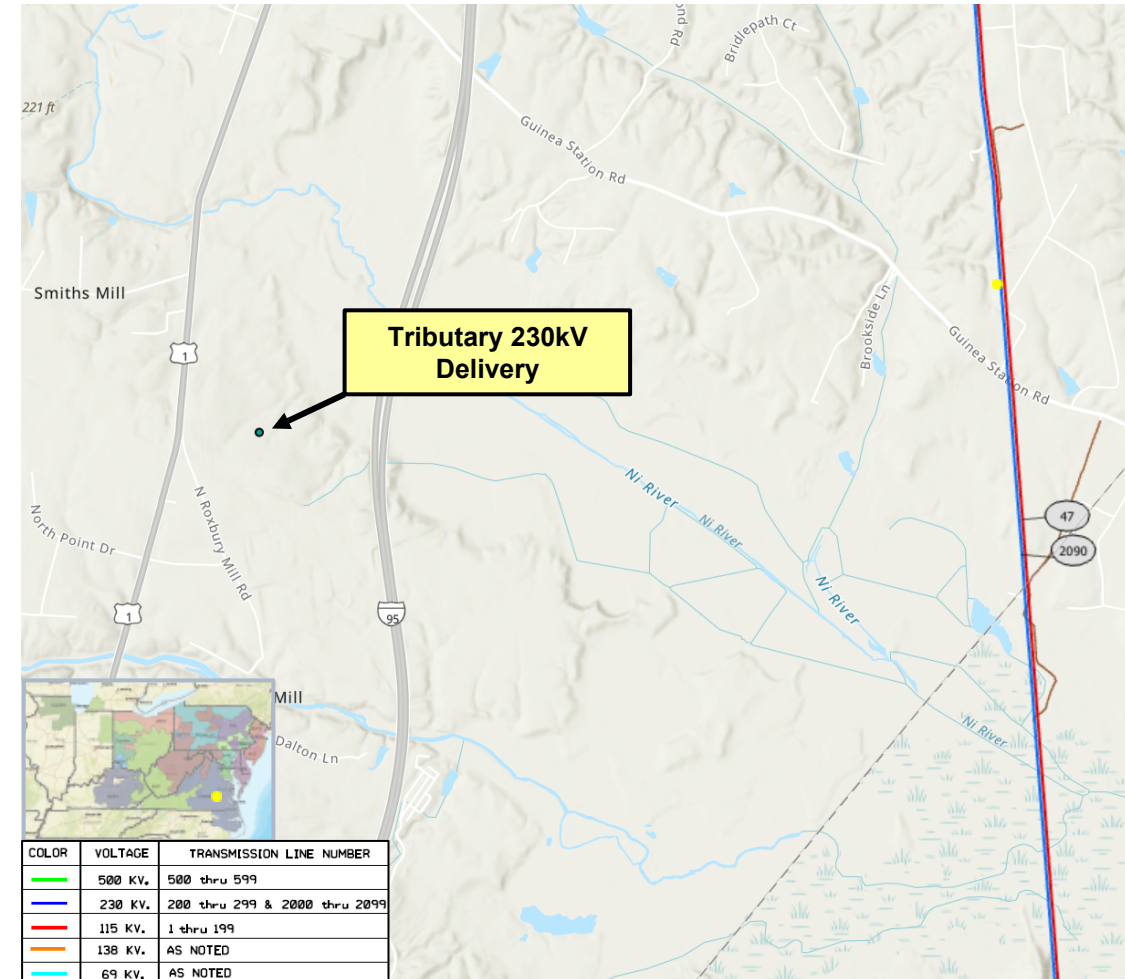 ond Rd
Bridlepath Ct
221 ft
Guinea Station Rd
Smiths Mill
1
Tributary 230kV
Delivery
Brookside Ln
Guinea Station Rd
Ni River
Ni River
47
2090
N Roxbury Mill Rd
North Point Dr
Ni River
1
95
Mill
Ni River
Dalton Ln
COLOR VOLTAGE TRANSMISSION LINE NUMBER
500 KV. 500 thru 599
230 KV. 200 thru 299 & 2000 thru 2099
115 KV. 1 thru 199
138 KV. AS NOTED
69 KV. AS NOTED